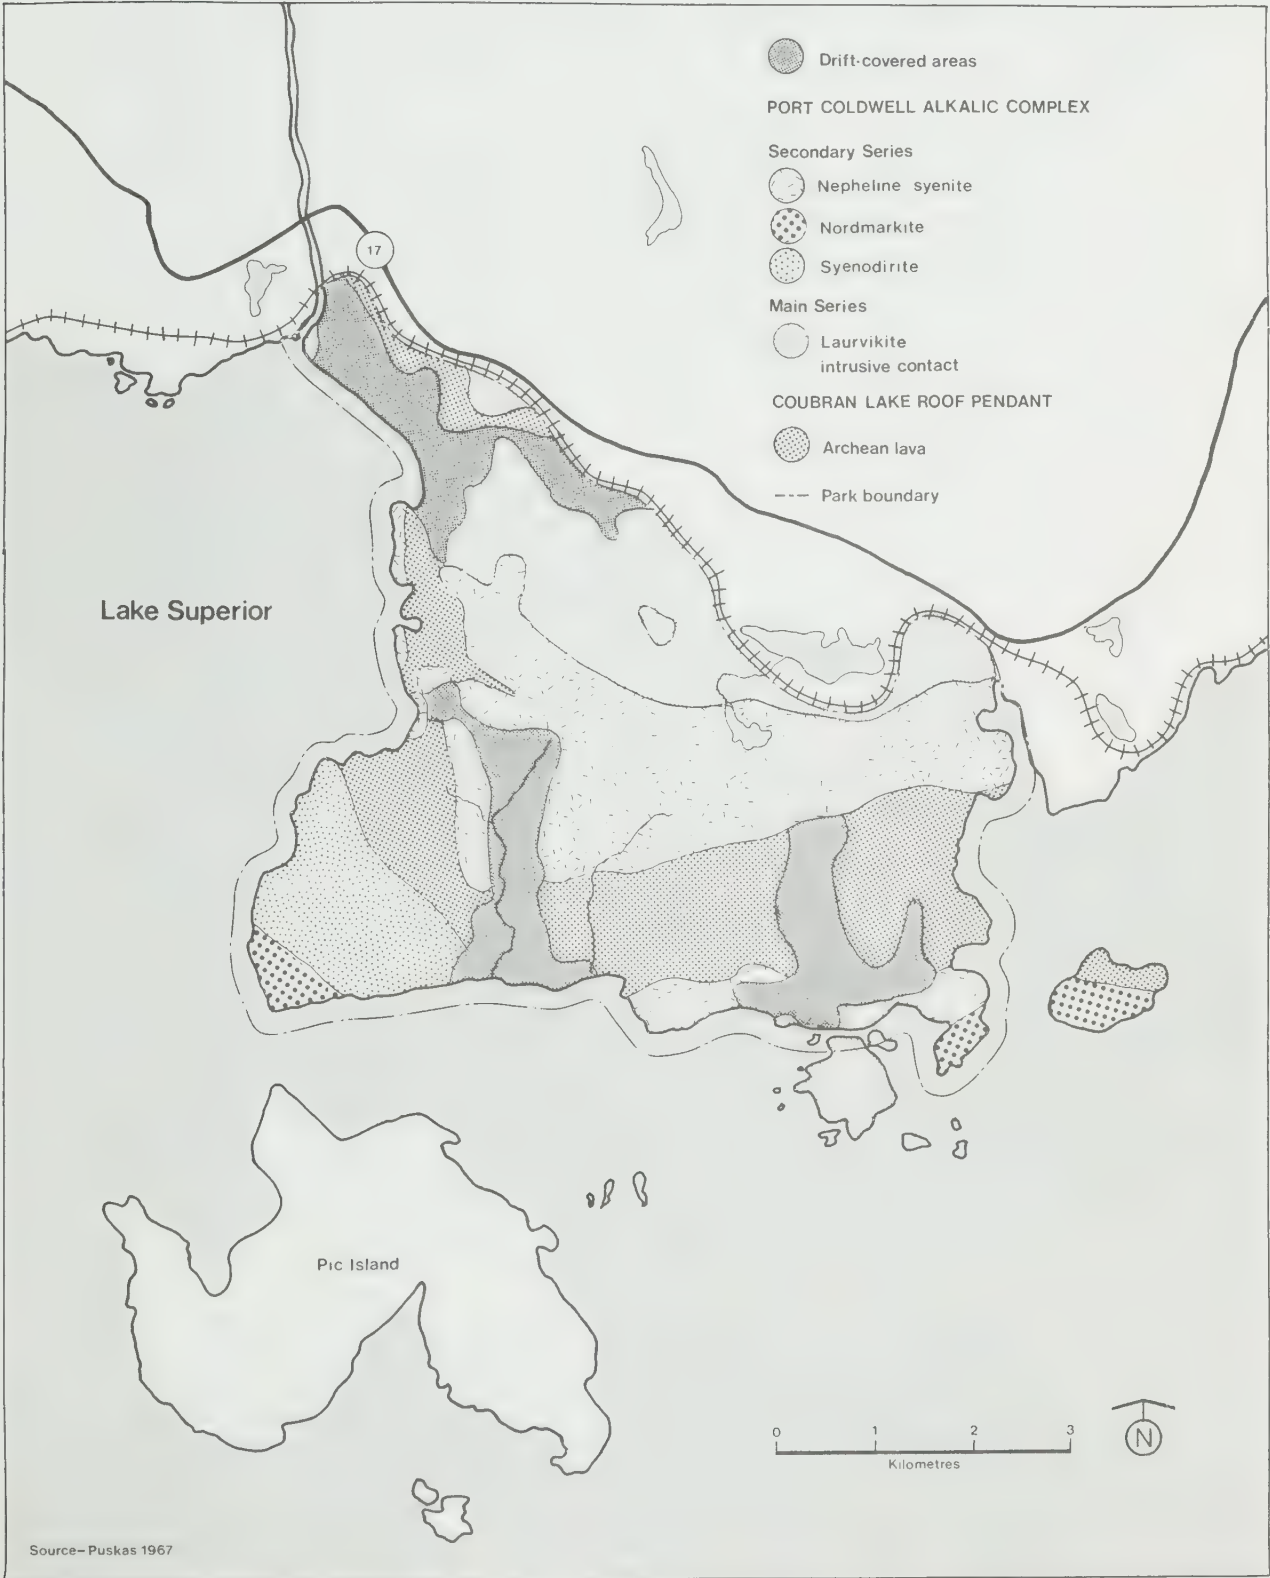 Drift-covered areas
PORT COLDWELL ALKALIC COMPLEX
Secondary Series
Nepheline syenite
Nordmarkite
Syenodirite
Main Series
Laurvikite
intrusive contact
COUBRAN LAKE ROOF PENDANT
Archean lava
Park boundary
17
Lake Superior
Pic Island
0 1 2 3
Kilometres
N
Source–Puskas 1967